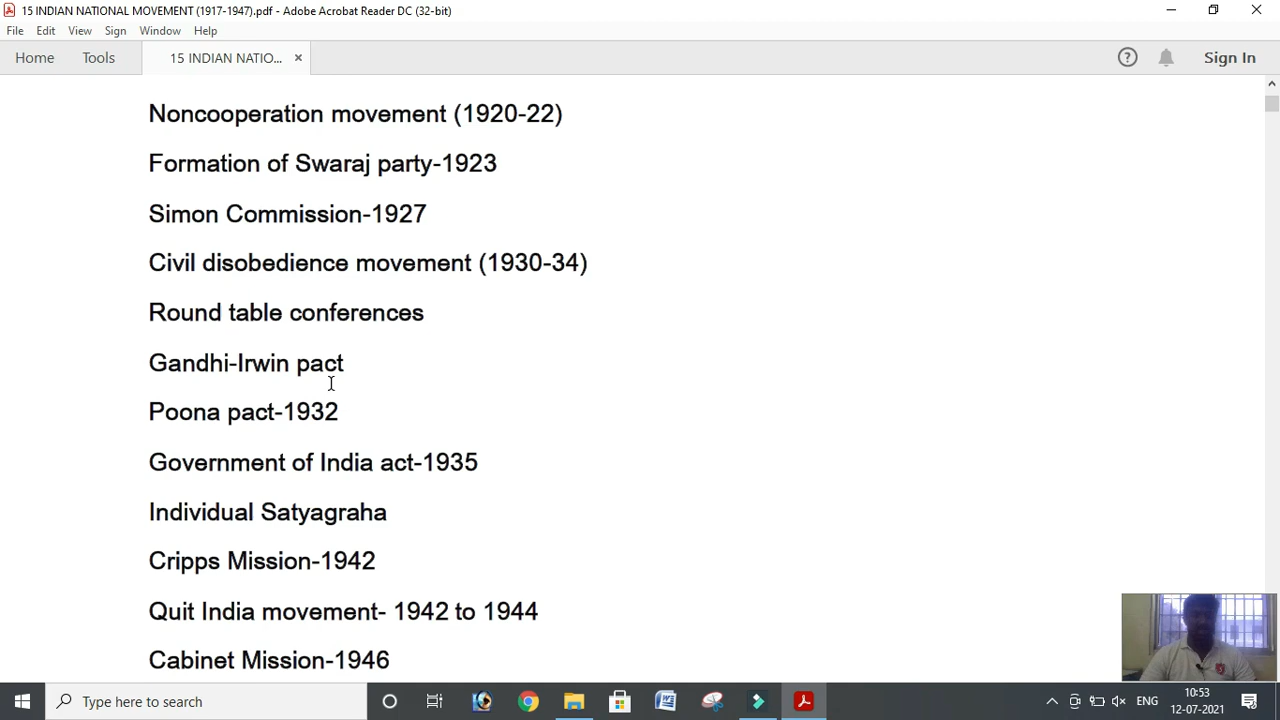 15 INDIAN NATIONAL MOVEMENT (1917-1947).pdf - Adobe Acrobat Reader DC (32-bit)
File Edit View Sign Window Help
Home Tools 15 INDIAN NATIO... × Sign In
Noncooperation movement (1920-22)
Formation of Swaraj party-1923
Simon Commission-1927
Civil disobedience movement (1930-34)
Round table conferences
Gandhi-Irwin pact
Poona pact-1932
Government of India act-1935
Individual Satyagraha
Cripps Mission-1942
Quit India movement- 1942 to 1944
Cabinet Mission-1946
Type here to search
ENG
10:53
12-07-2021